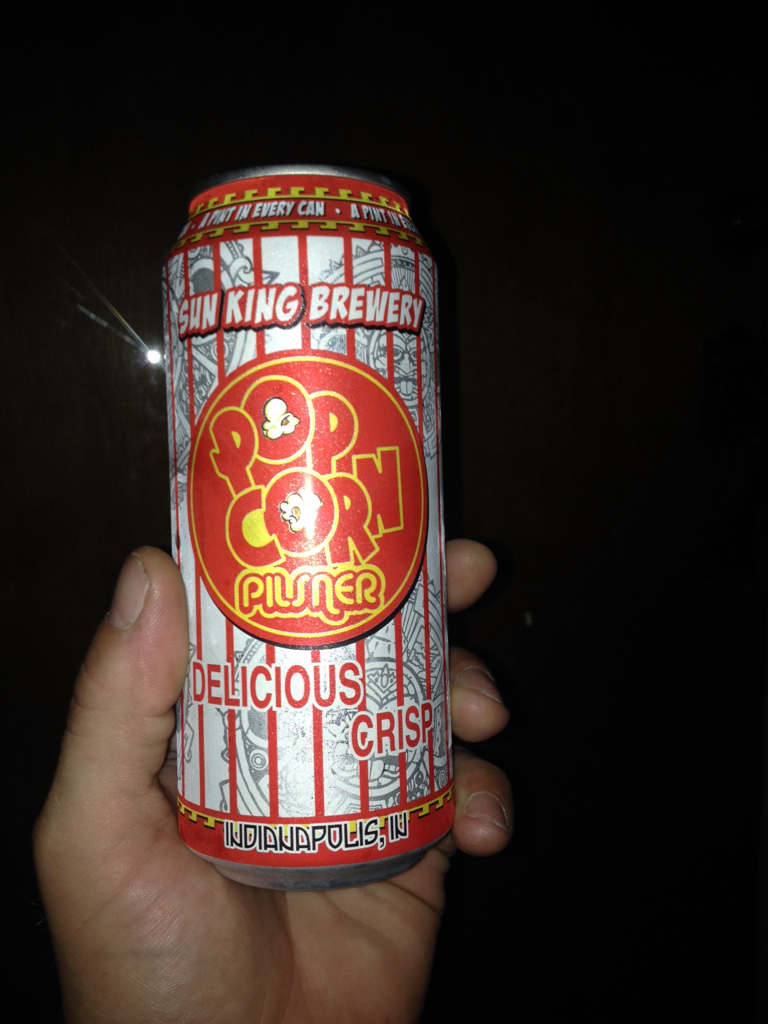 · A PINT IN EVERY CAN · A PINT IN
SUN KING BREWERY
POP
CORN
PILSNER
DELICIOUS
CRISP
INDIANAPOLIS, IN